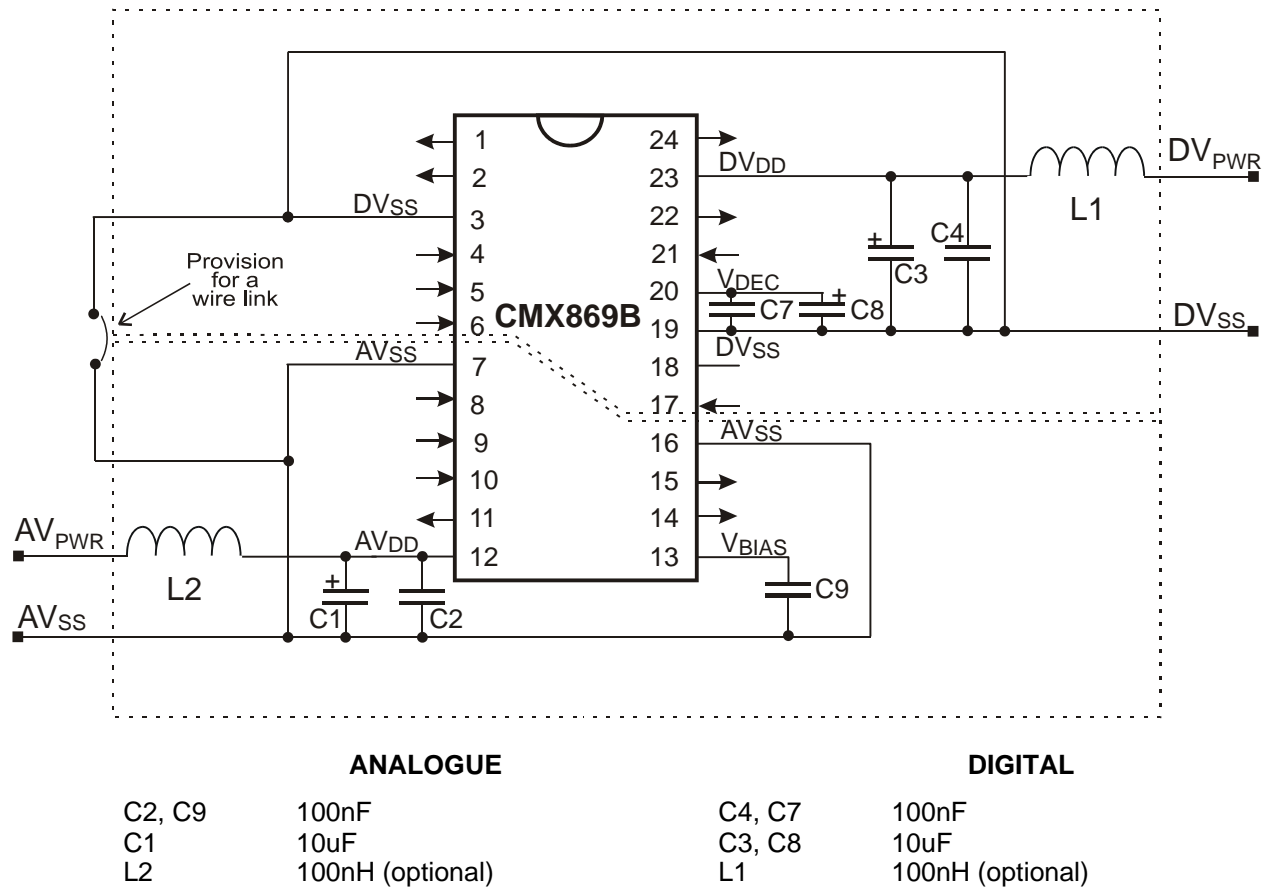 1
24
DVDD
DVPWR
2
23
L1
DVSS
3
22
+
C4
4
21
C3
Provision
for a
wire link
VDEC
+
5
20
C7
C8
CMX869B
6
19
DVSS
DVSS
AVSS
7
18
8
17
AVSS
9
16
10
15
11
14
AVPWR
AVDD
12
13
VBIAS
L2
+
C1
C2
C9
AVSS
ANALOGUE
DIGITAL
C2, C9 100nF
C4, C7 100nF
C1 10uF
C3, C8 10uF
L2 100nH (optional)
L1 100nH (optional)